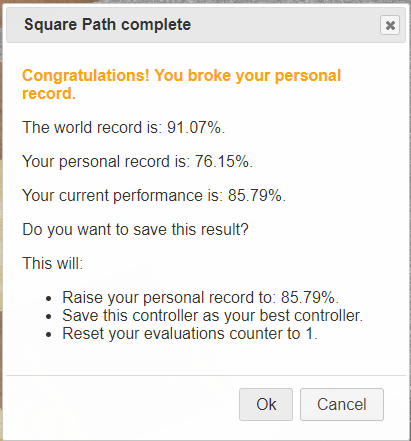 Square Path complete
Congratulations! You broke your personal
record.
The world record is: 91.07%.
Your personal record is: 76.15%.
Your current performance is: 85.79%.
Do you want to save this result?
This will:
• Raise your personal record to: 85.79%.
• Save this controller as your best controller.
• Reset your evaluations counter to 1.
Ok Cancel